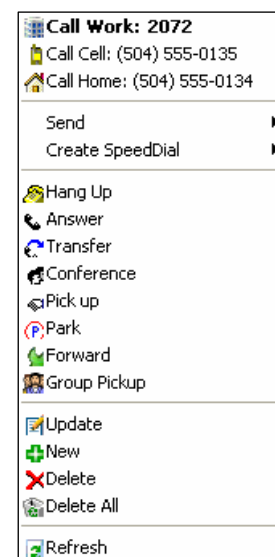 Call Work: 2072
Call Cell: (504) 555-0135
Call Home: (504) 555-0134
Send
Create SpeedDial
Hang Up
Answer
Transfer
Conference
Pick up
P Park
Forward
Group Pickup
Update
New
Delete
Delete All
Refresh